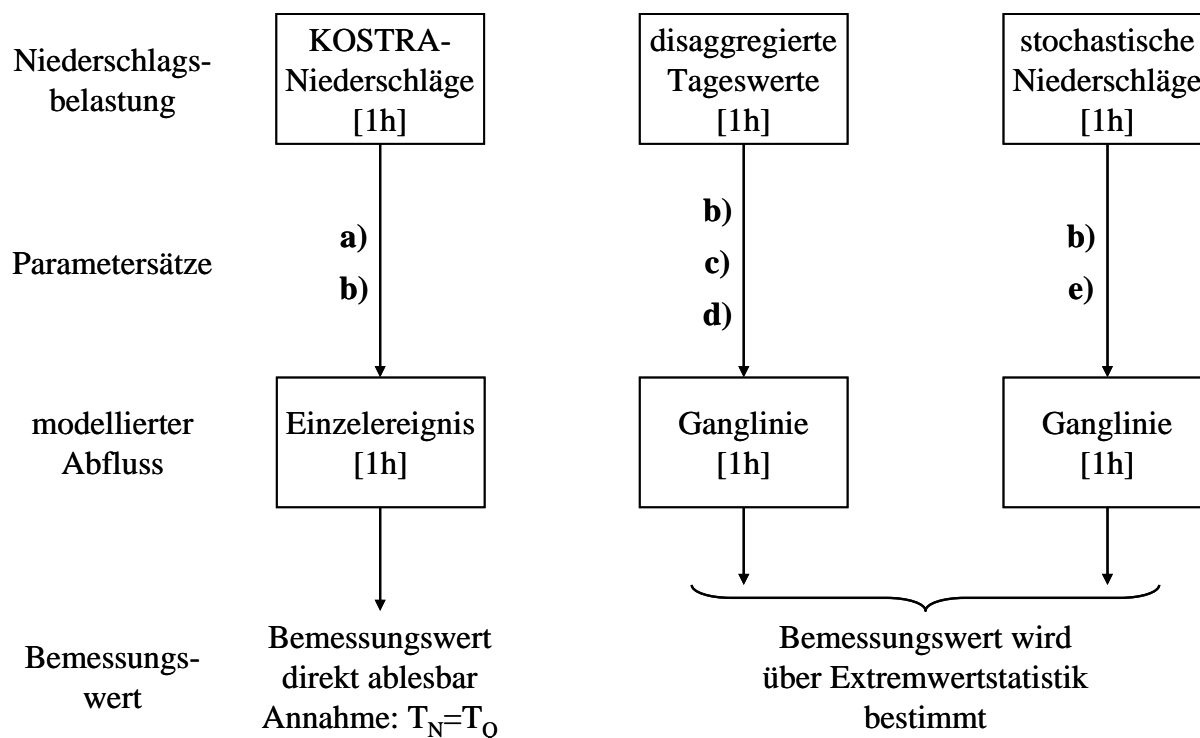 Niederschlags-
belastung
KOSTRA-
Niederschläge
[1h]
disaggregierte
Tageswerte
[1h]
stochastische
Niederschläge
[1h]
Parametersätze
a)
b)
b)
c)
d)
b)
e)
modellierter
Abfluss
Einzelereignis
[1h]
Ganglinie
[1h]
Ganglinie
[1h]
Bemessungs-
wert
Bemessungswert
direkt ablesbar
Annahme: T_N=T_Q
Bemessungswert wird
über Extremwertstatistik
bestimmt